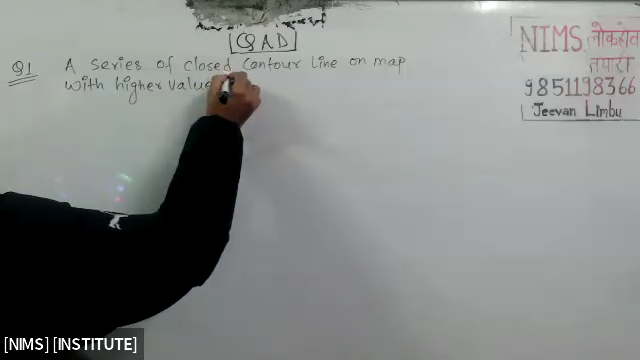 [QAD]
Q1 A series of closed Contour line on map
with higher value
NIMS लोकसेवा
तयारी
9851198366
Jeevan Limbu
[NIMS] [INSTITUTE]